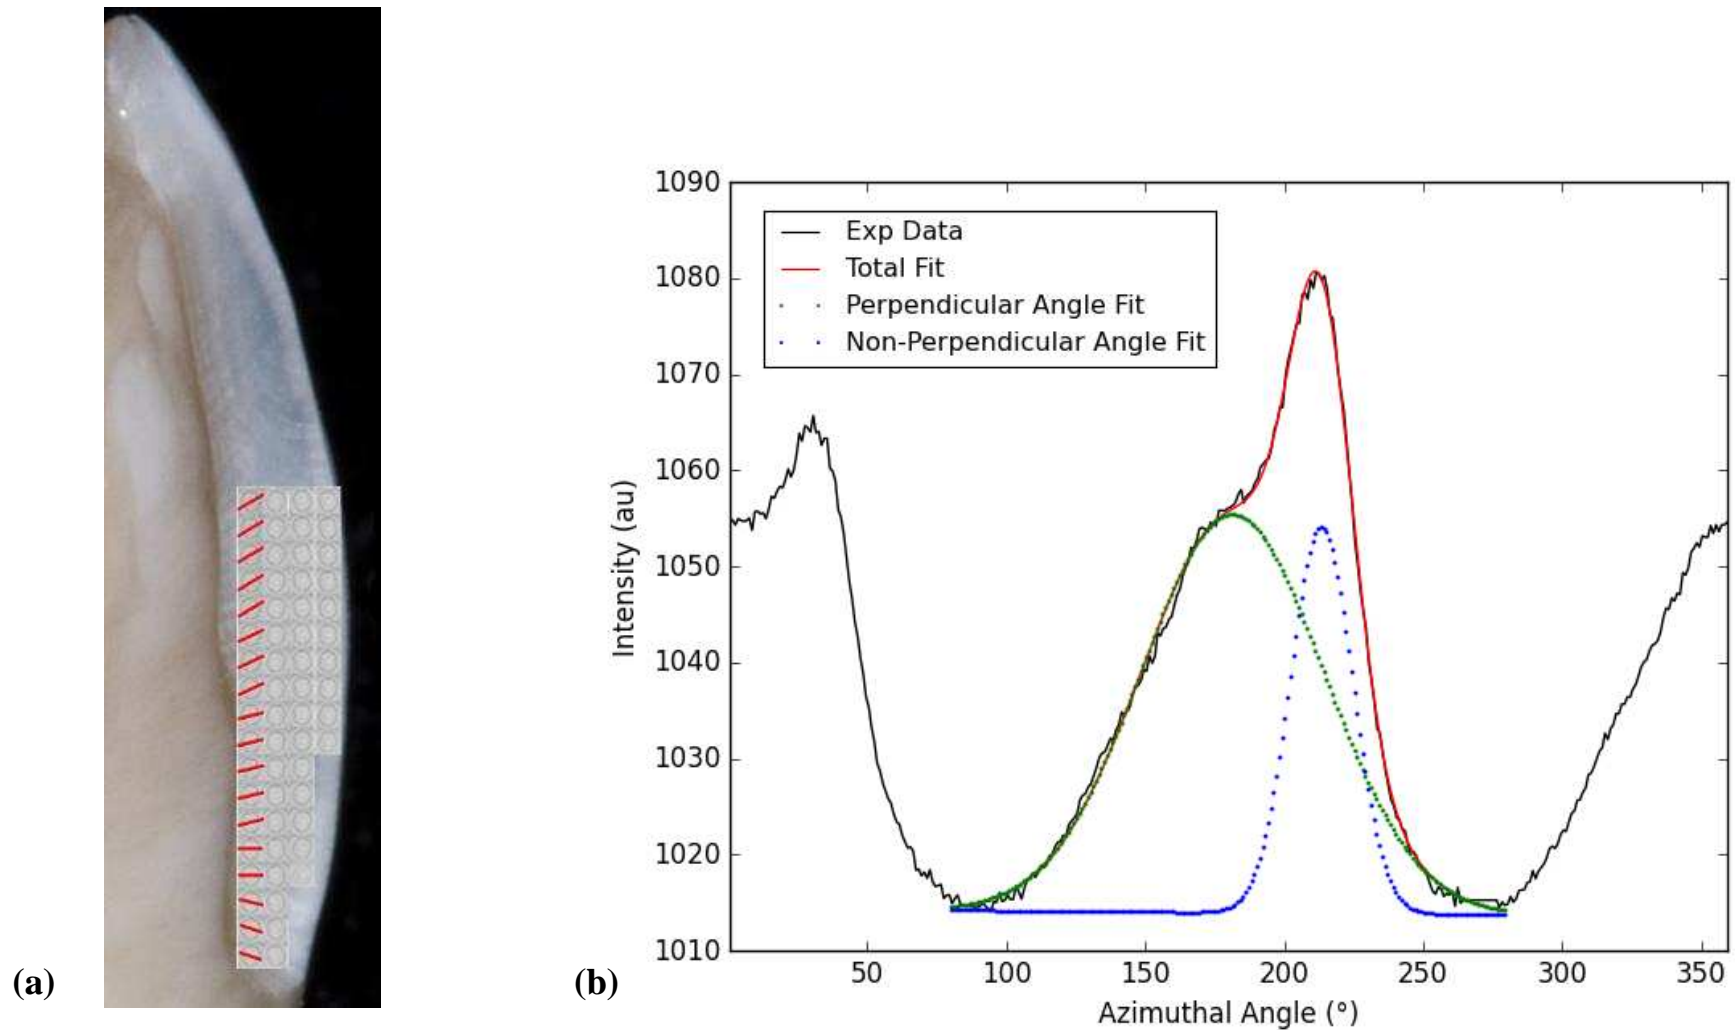 (a)
1090
1080
1070
1060
1050
1040
1030
1020
1010
Intensity (au)
Exp Data
Total Fit
Perpendicular Angle Fit
Non-Perpendicular Angle Fit
50 100 150 200 250 300 350
Azimuthal Angle (°)
(b)